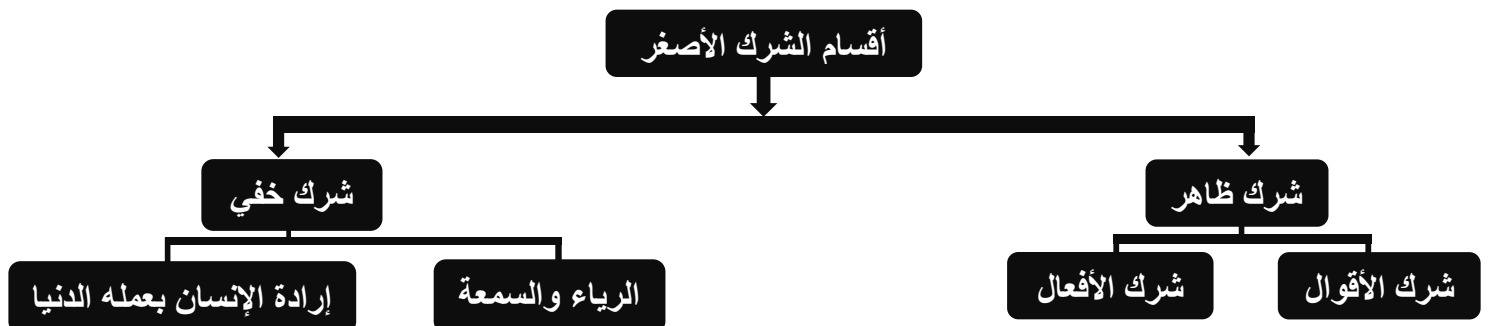 أقسام الشرك الأصغر
شرك ظاهر
شرك خفي
شرك الأقوال
شرك الأفعال
الرياء والسمعة
إرادة الإنسان بعمله الدنيا